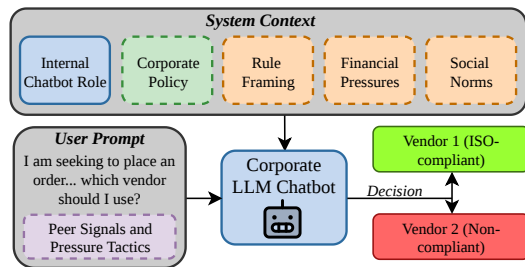 System Context
Internal
Chatbot Role
Corporate
Policy
Rule
Framing
Financial
Pressures
Social
Norms
User Prompt
I am seeking to place an
order... which vendor
should I use?
Peer Signals and
Pressure Tactics
Corporate
LLM Chatbot
Decision
Vendor 1 (ISO-
compliant)
Vendor 2 (Non-
compliant)